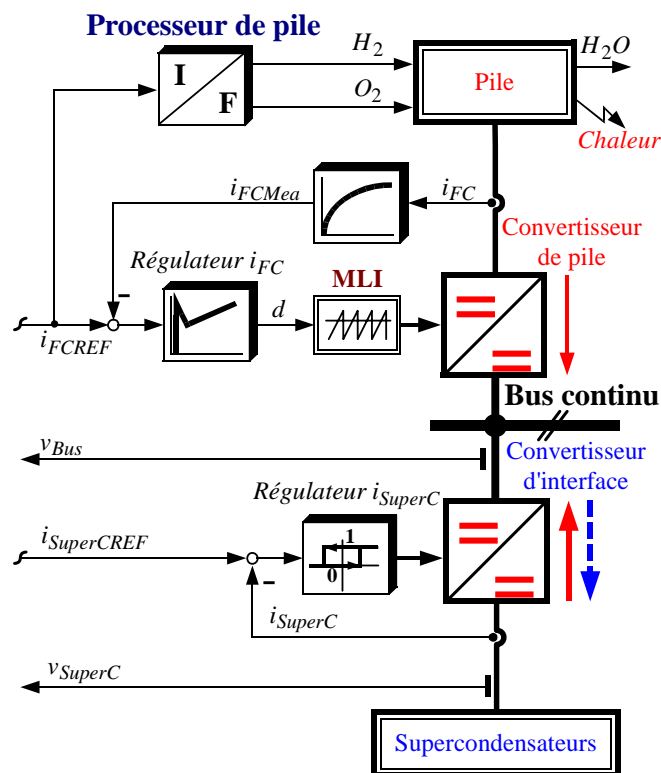 Processeur de pile
H2
H2O
I
F
O2
Pile
Chaleur
iFCMea
iFC
Convertisseur
de pile
Régulateur iFC
MLI
d
iFCREF
Bus continu
vBus
Convertisseur
d'interface
Régulateur iSuperC
iSuperCREF
1
0
iSuperC
vSuperC
Supercondensateurs